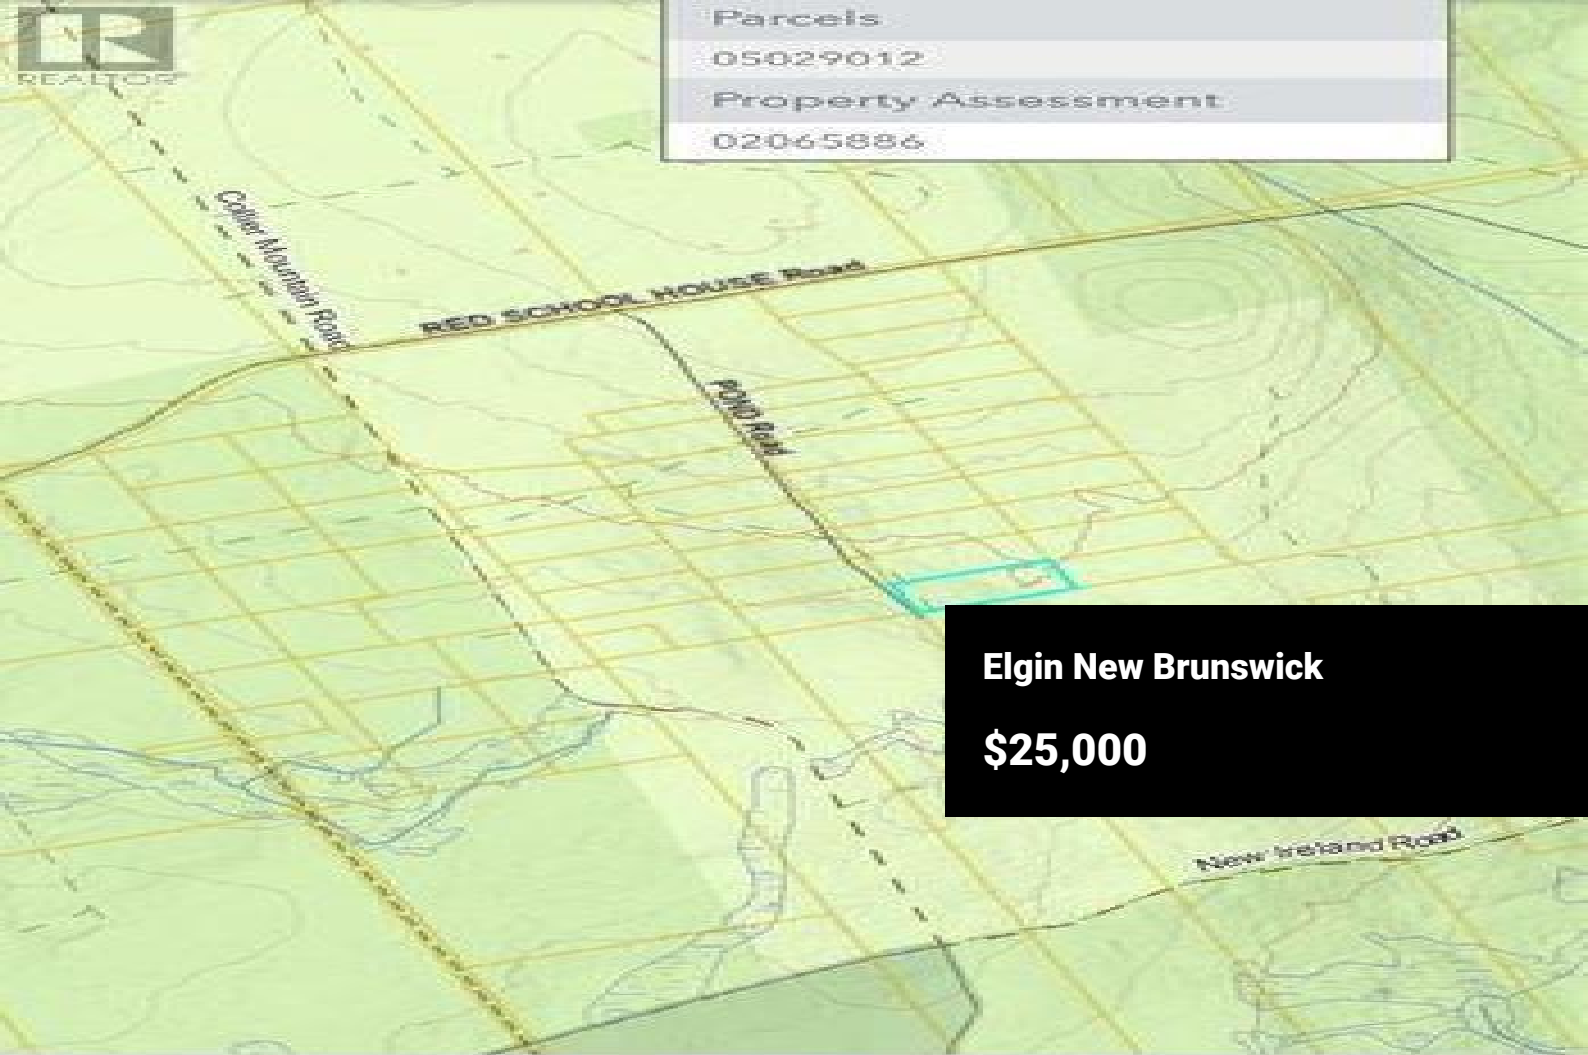 REALTOR®
Parcels
05029012
Property Assessment
02065886
Collier Mountain Road
RED SCHOOL HOUSE Road
POND Road
Elgin New Brunswick
$25,000
New Ireland Road